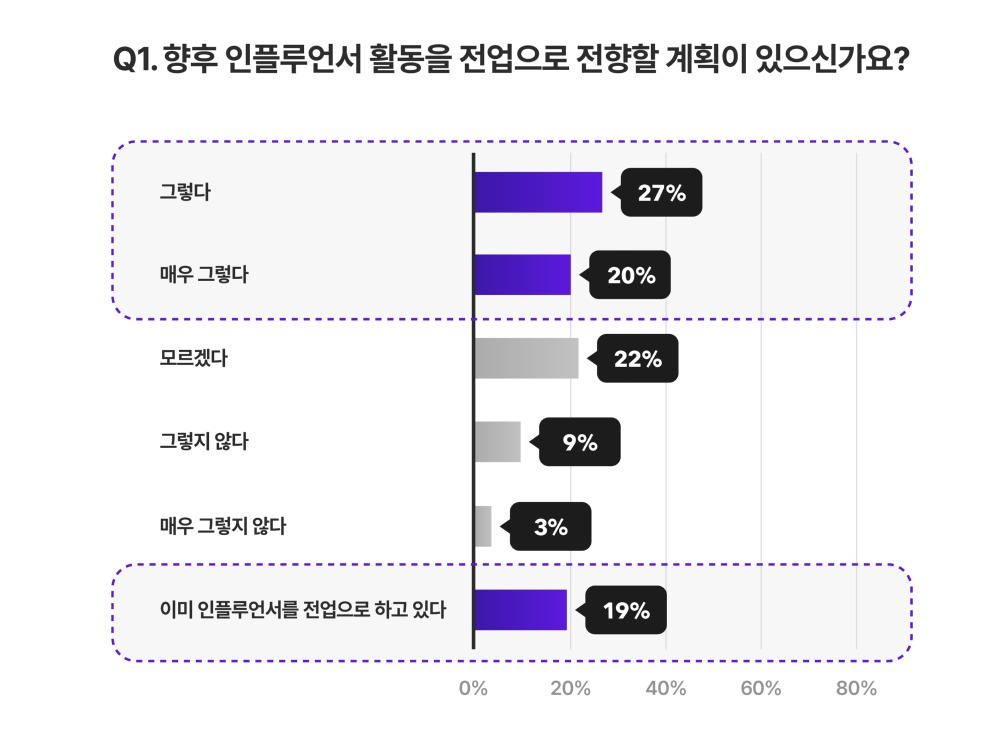 Q1. 향후 인플루언서 활동을 전업으로 전향할 계획이 있으신가요?
그렇다
27%
매우 그렇다
20%
모르겠다
22%
그렇지 않다
9%
매우 그렇지 않다
3%
이미 인플루언서를 전업으로 하고 있다
19%
0% 20% 40% 60% 80%